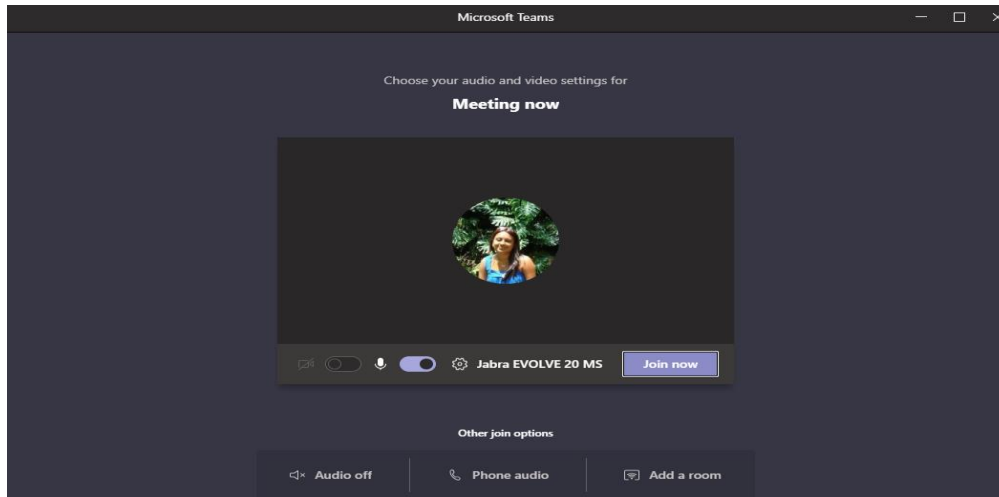 Microsoft Teams
Choose your audio and video settings for
Meeting now
Jabra EVOLVE 20 MS
Join now
Other join options
Audio off
Phone audio
Add a room